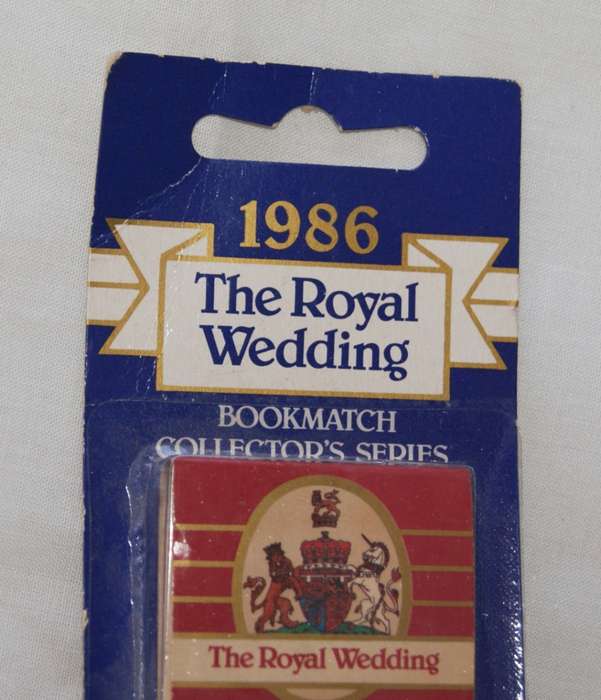 1986
The Royal
Wedding
BOOKMATCH
COLLECTOR'S SERIES
The Royal Wedding